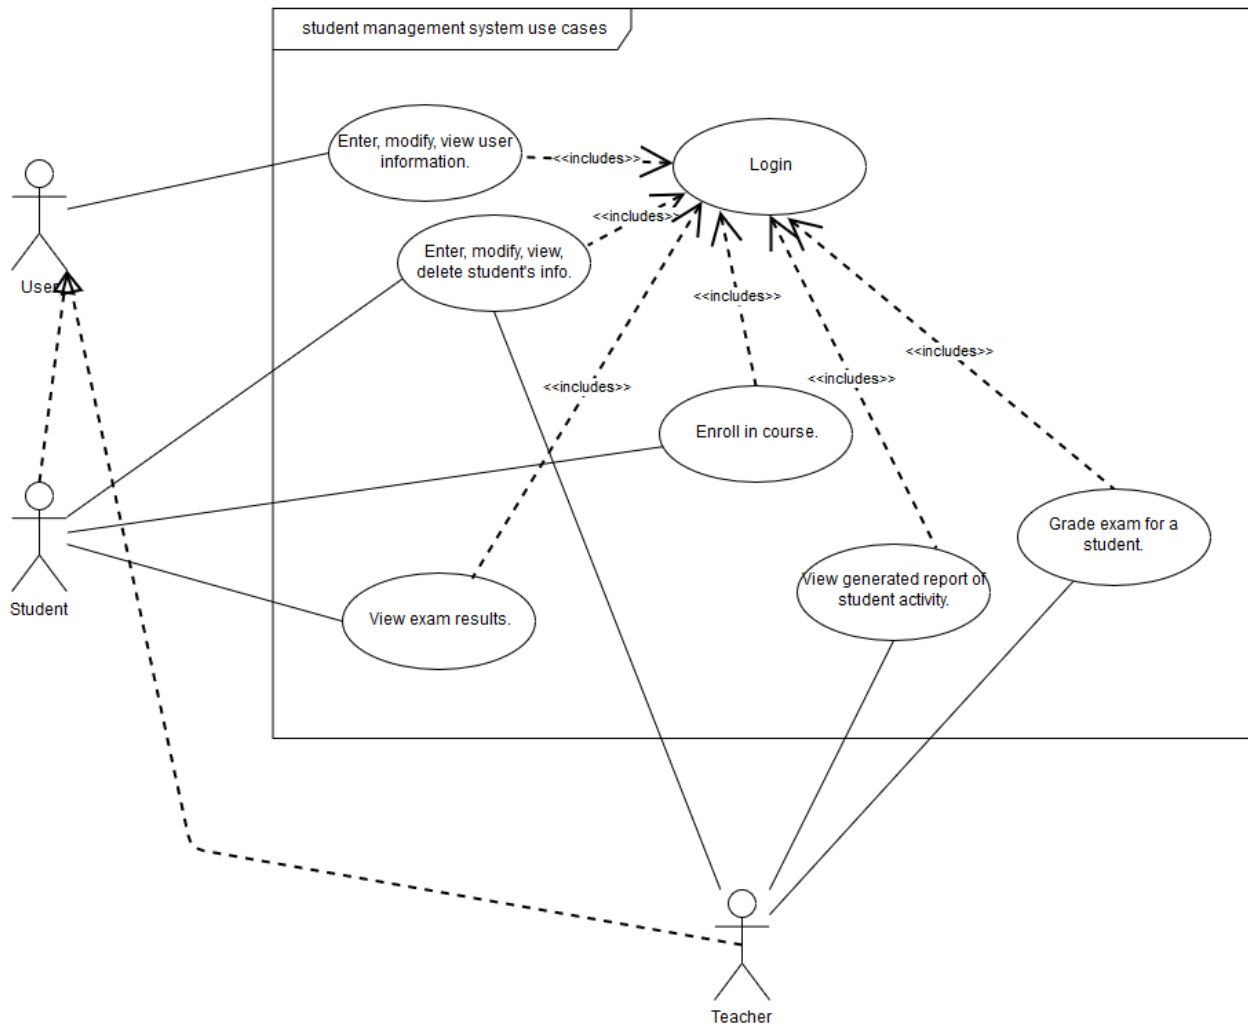 student management system use cases
Enter, modify, view user
information.
<<includes>>
Login
User
<<includes>>
Enter, modify, view,
delete student's info.
<<includes>>
<<includes>>
<<includes>>
<<includes>>
Enroll in course.
Grade exam for a
student.
View generated report of
student activity.
Student
View exam results.
Teacher